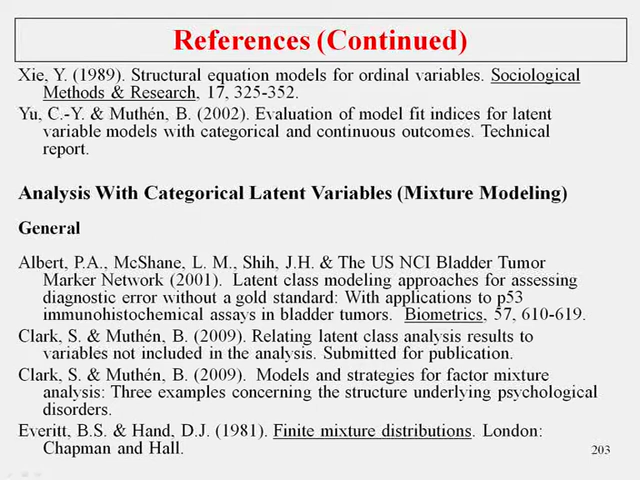 References (Continued)
Xie, Y. (1989). Structural equation models for ordinal variables. Sociological
Methods & Research, 17, 325-352.
Yu, C.-Y. & Muthén, B. (2002). Evaluation of model fit indices for latent
variable models with categorical and continuous outcomes. Technical
report.
Analysis With Categorical Latent Variables (Mixture Modeling)
General
Albert, P.A., McShane, L. M., Shih, J.H. & The US NCI Bladder Tumor
Marker Network (2001). Latent class modeling approaches for assessing
diagnostic error without a gold standard: With applications to p53
immunohistochemical assays in bladder tumors. Biometrics, 57, 610-619.
Clark, S. & Muthén, B. (2009). Relating latent class analysis results to
variables not included in the analysis. Submitted for publication.
Clark, S. & Muthén, B. (2009). Models and strategies for factor mixture
analysis: Three examples concerning the structure underlying psychological
disorders.
Everitt, B.S. & Hand, D.J. (1981). Finite mixture distributions. London:
Chapman and Hall.
203